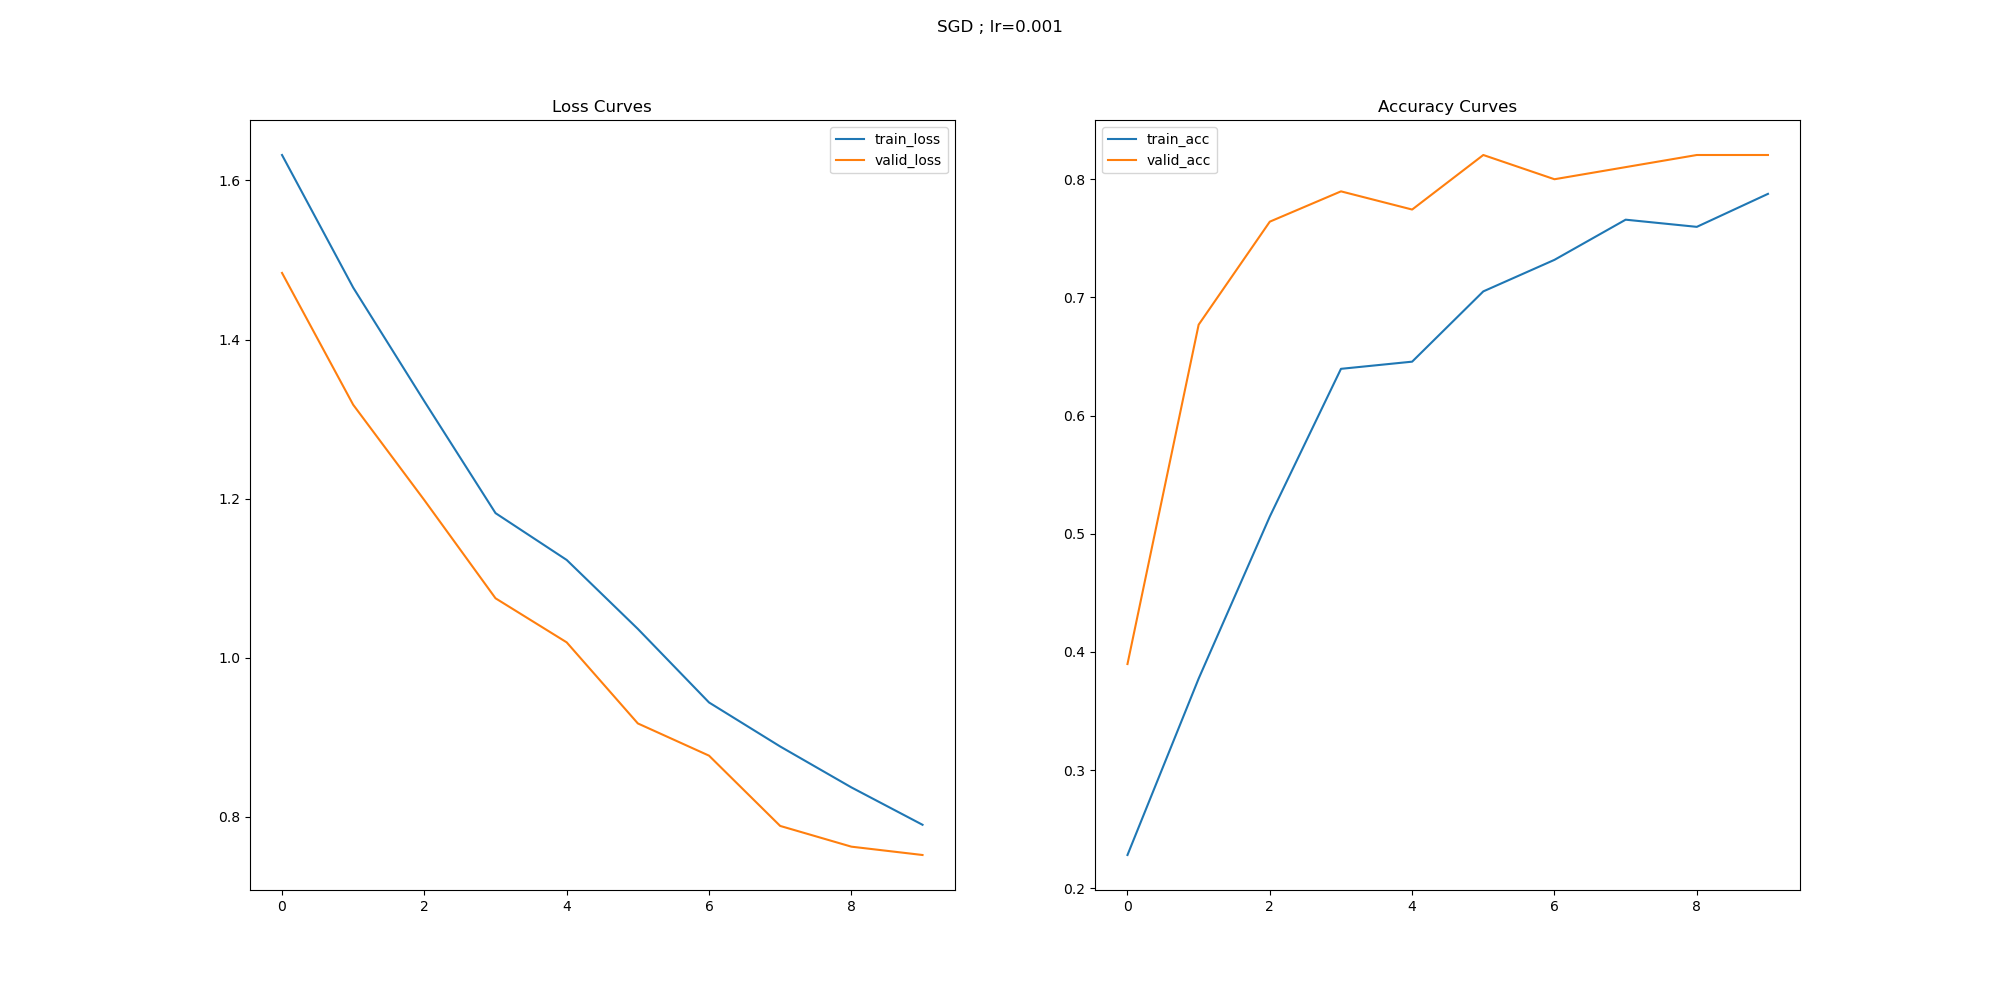 SGD ; lr=0.001
Loss Curves
train_loss
valid_loss
1.6
1.4
1.2
1.0
0.8
0 2 4 6 8
Accuracy Curves
train_acc
valid_acc
0.8
0.7
0.6
0.5
0.4
0.3
0.2
0 2 4 6 8